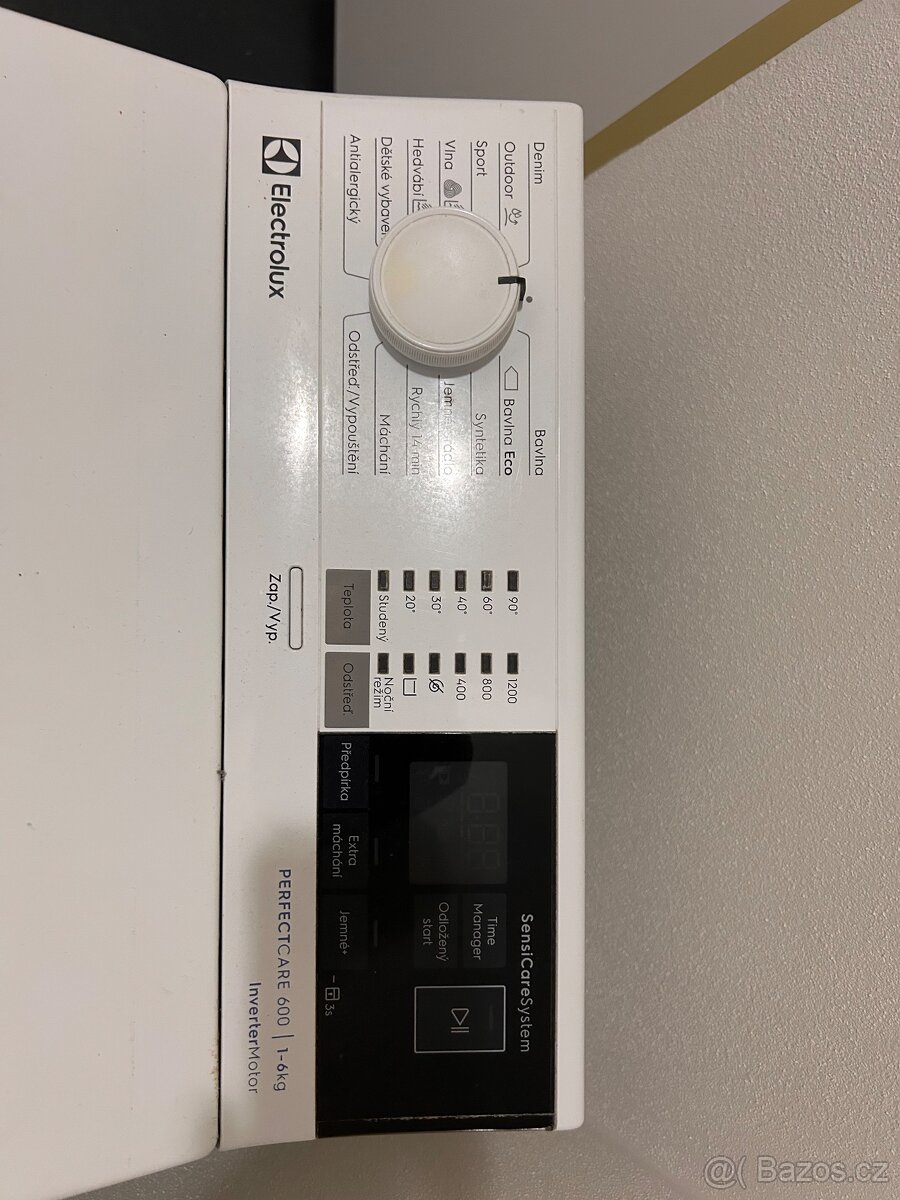 Electrolux
Denim
Outdoor
Sport
Vlna
Hedvábí
Dětské
Antialergický
Bavlna
Bavlna Eco
Syntetika
Rychlý 14 min
Máchání
Odstřeď./Vypouštění
90°
60°
40°
30°
20°
Studený
Teplota
1200
800
400
Noční
režim
Odstřeď.
Zap./Vyp.
SensiCareSystem
Time
Manager
Odložený
start
Předpírka
Extra
máchání
Jemné+
3s
PERFECTCARE 600 | 1-6kg
InverterMotor
@( Bazos.cz